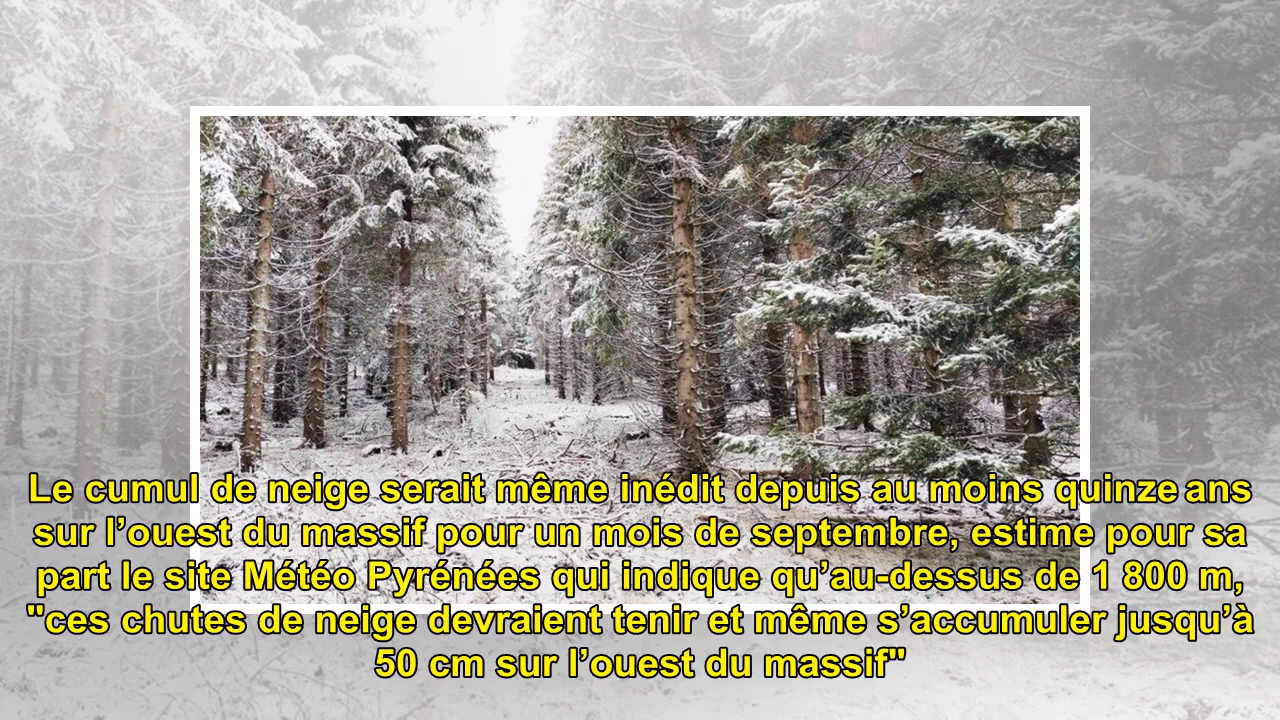 Le cumul de neige serait même inédit depuis au moins quinze ans
sur l’ouest du massif pour un mois de septembre, estime pour sa
part le site Météo Pyrénées qui indique qu’au-dessus de 1 800 m,
"ces chutes de neige devraient tenir et même s’accumuler jusqu’à
50 cm sur l’ouest du massif"